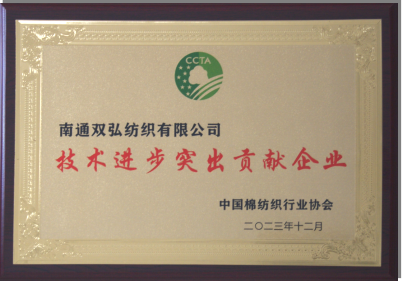 CCTA
南通双弘纺织有限公司
技术进步突出贡献企业
中国棉纺织行业协会
二〇二三年十二月